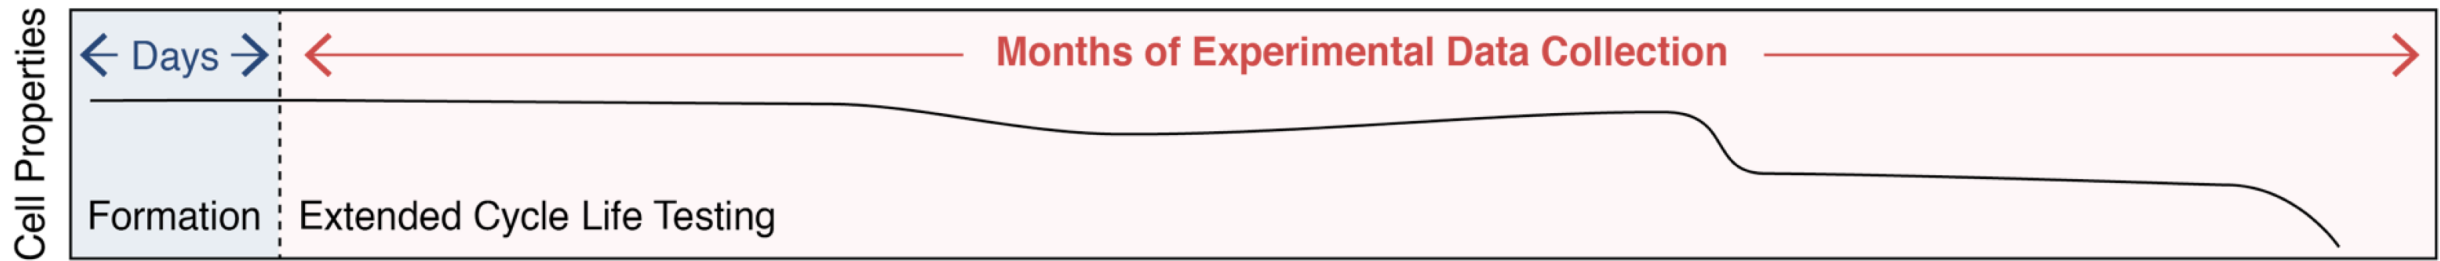 Cell Properties
Days
Months of Experimental Data Collection
Formation
Extended Cycle Life Testing